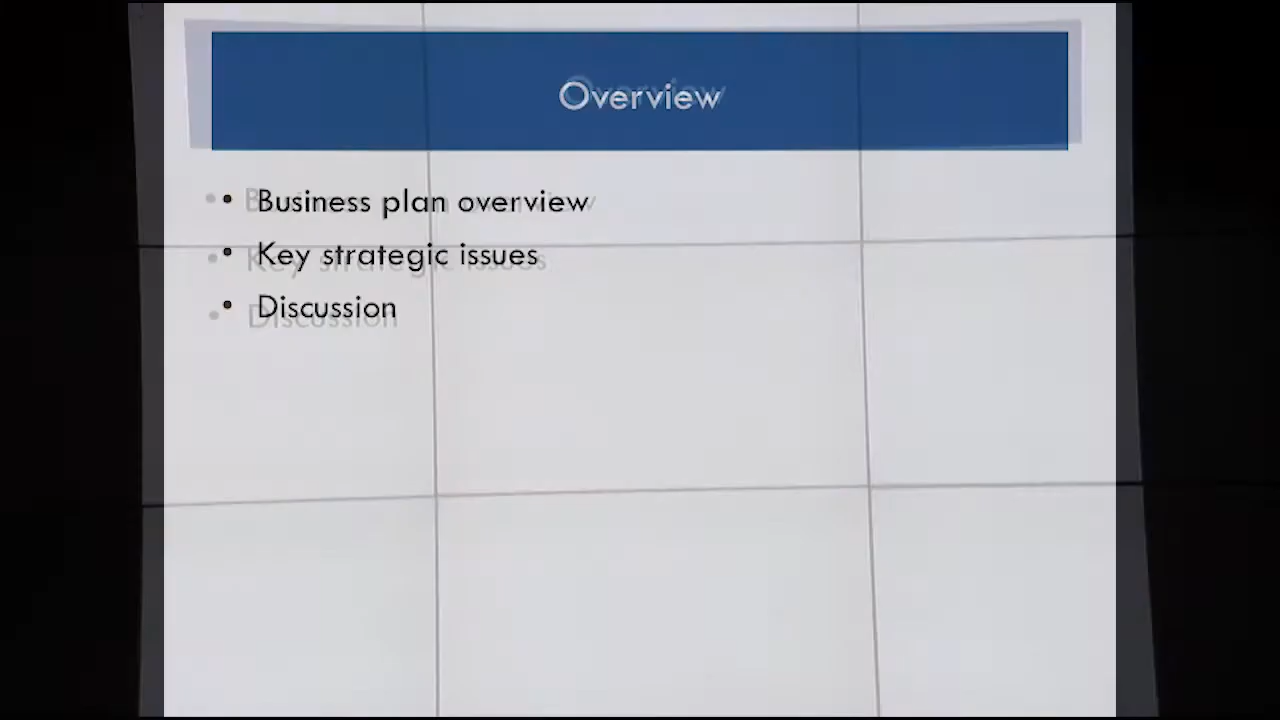 Overview
• Business plan overview
• Key strategic issues
• Discussion